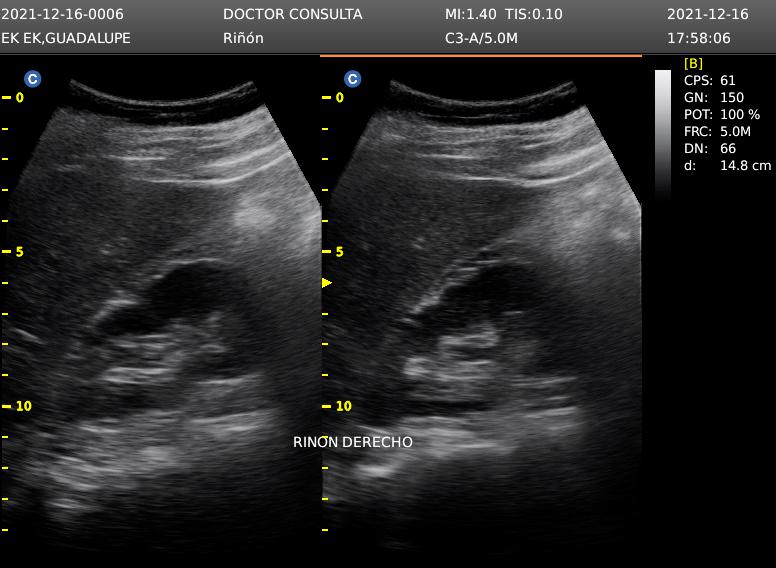 2021-12-16-0006 DOCTOR CONSULTA MI:1.40 TIS:0.10 2021-12-16
EK EK,GUADALUPE Riñón C3-A/5.0M 17:58:06
[B]
CPS: 61
GN: 150
POT: 100 %
FRC: 5.0M
DN: 66
d: 14.8 cm
C C
0 0
5 5
10 10
RINON DERECHO